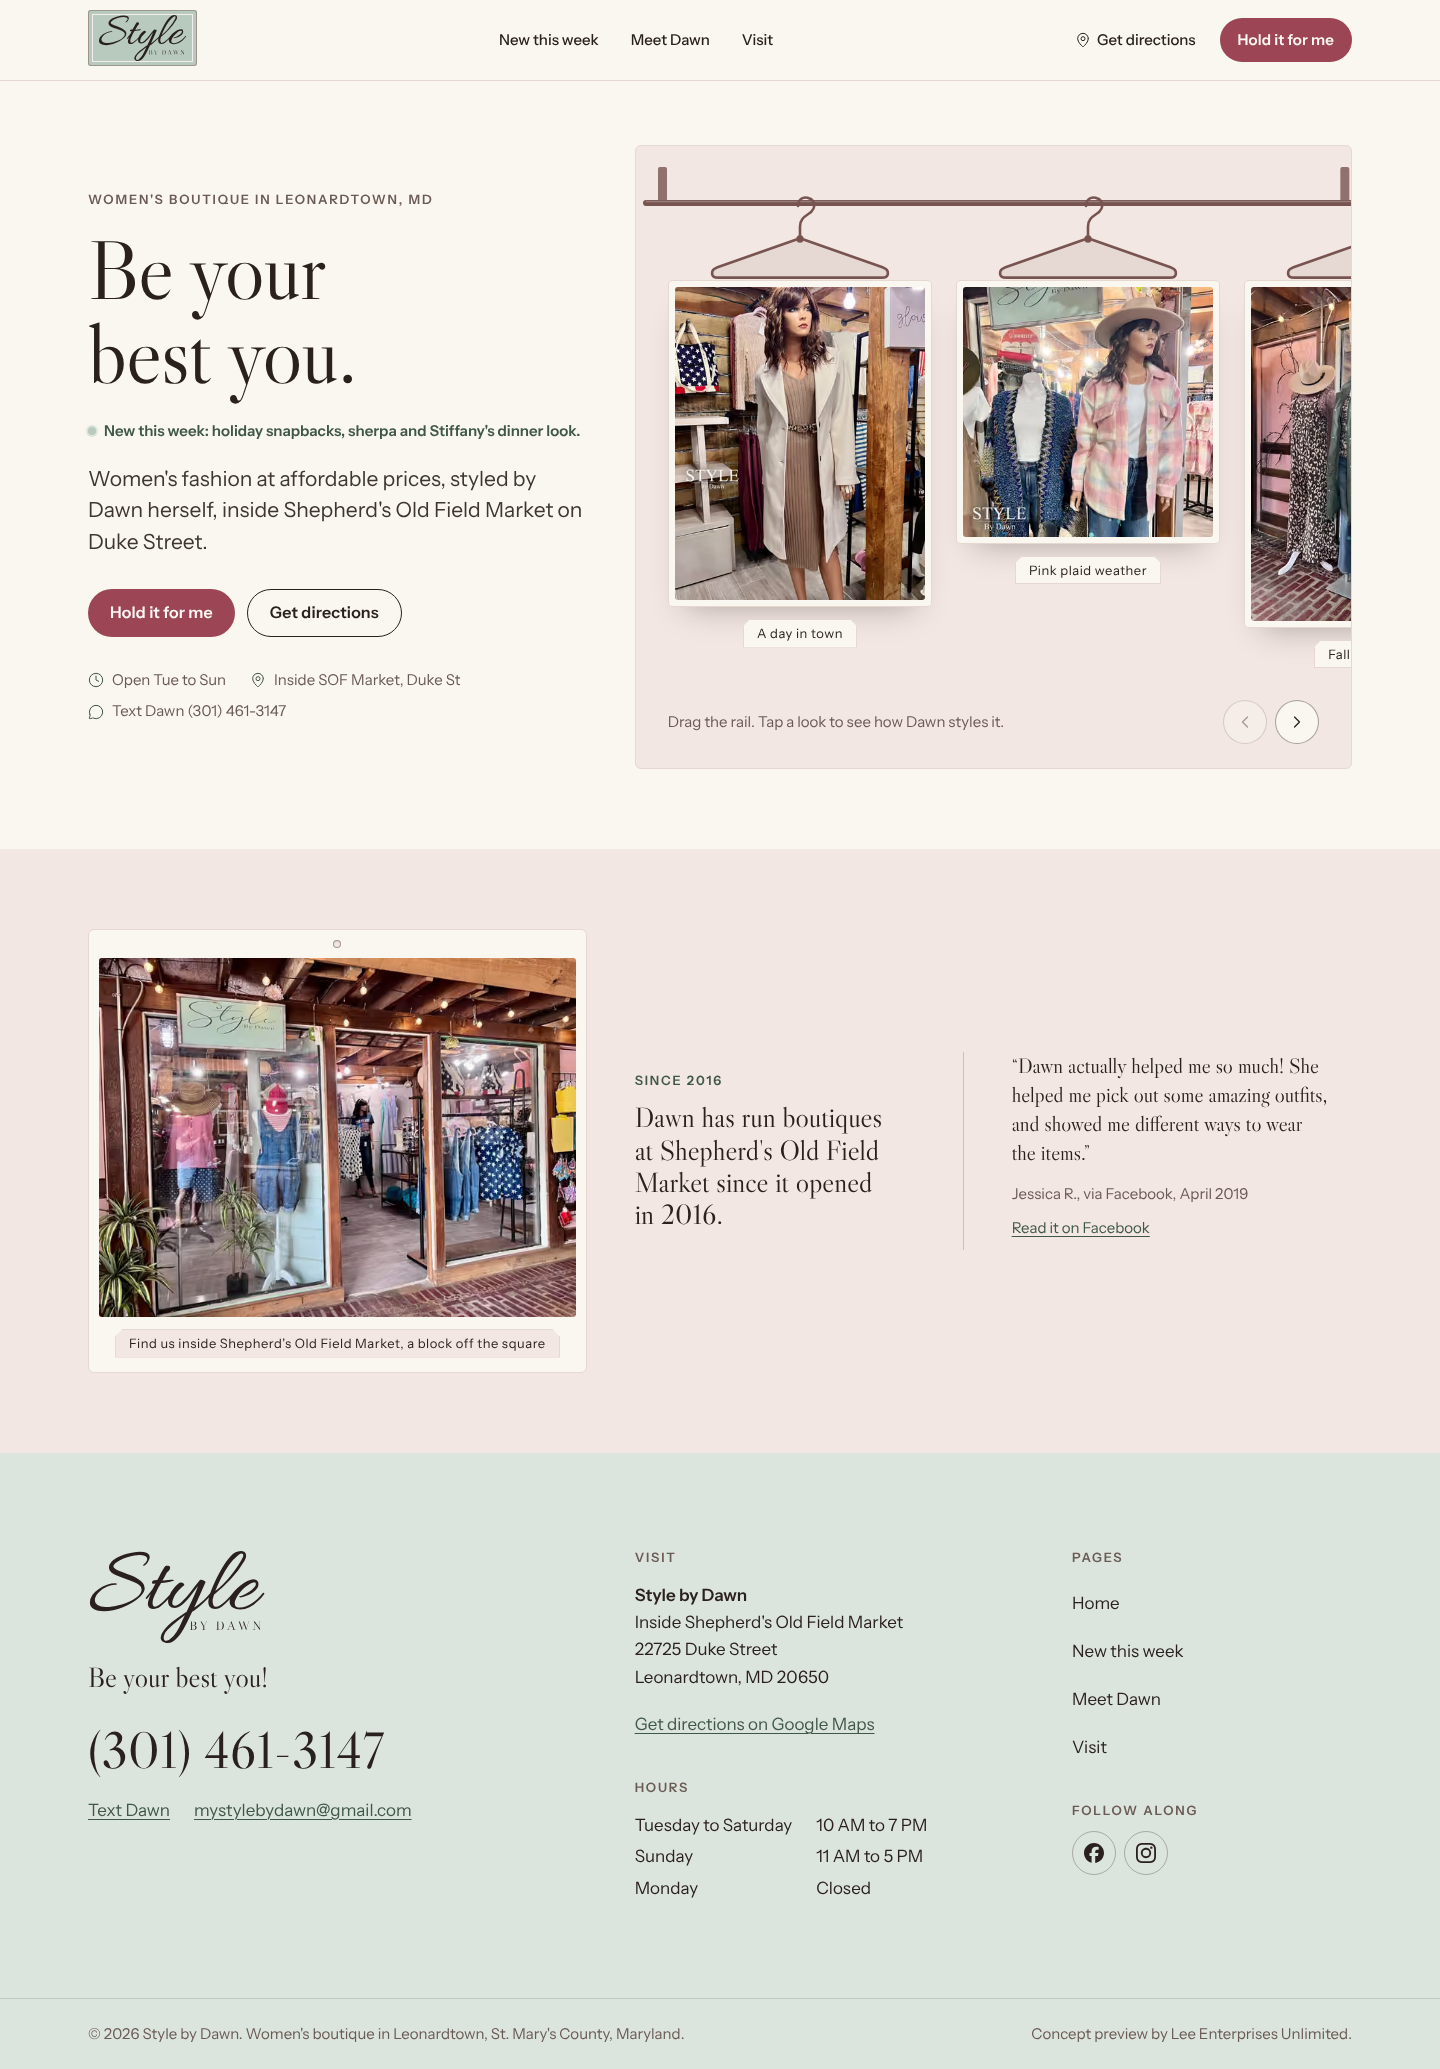 Style
BY DAWN
New this week
Meet Dawn
Visit
Get directions
Hold it for me
WOMEN'S BOUTIQUE IN LEONARDTOWN, MD
Be your
best you.
New this week: holiday snapbacks, sherpa and Stiffany's dinner look.
Women's fashion at affordable prices, styled by
Dawn herself, inside Shepherd's Old Field Market on
Duke Street.
Hold it for me
Get directions
Open Tue to Sun
Inside SOF Market, Duke St
Text Dawn (301) 461-3147
STYLE
By Dawn
A day in town
Style
By Dawn
STYLE
By Dawn
Pink plaid weather
Fall
Drag the rail. Tap a look to see how Dawn styles it.
Style
By Dawn
Find us inside Shepherd's Old Field Market, a block off the square
SINCE 2016
Dawn has run boutiques
at Shepherd's Old Field
Market since it opened
in 2016.
“Dawn actually helped me so much! She
helped me pick out some amazing outfits,
and showed me different ways to wear
the items.”
Jessica R., via Facebook, April 2019
Read it on Facebook
Style
BY DAWN
Be your best you!
(301) 461-3147
Text Dawn
mystylebydawn@gmail.com
VISIT
Style by Dawn
Inside Shepherd's Old Field Market
22725 Duke Street
Leonardtown, MD 20650
Get directions on Google Maps
HOURS
Tuesday to Saturday 10 AM to 7 PM
Sunday 11 AM to 5 PM
Monday Closed
PAGES
Home
New this week
Meet Dawn
Visit
FOLLOW ALONG
© 2026 Style by Dawn. Women's boutique in Leonardtown, St. Mary's County, Maryland.
Concept preview by Lee Enterprises Unlimited.